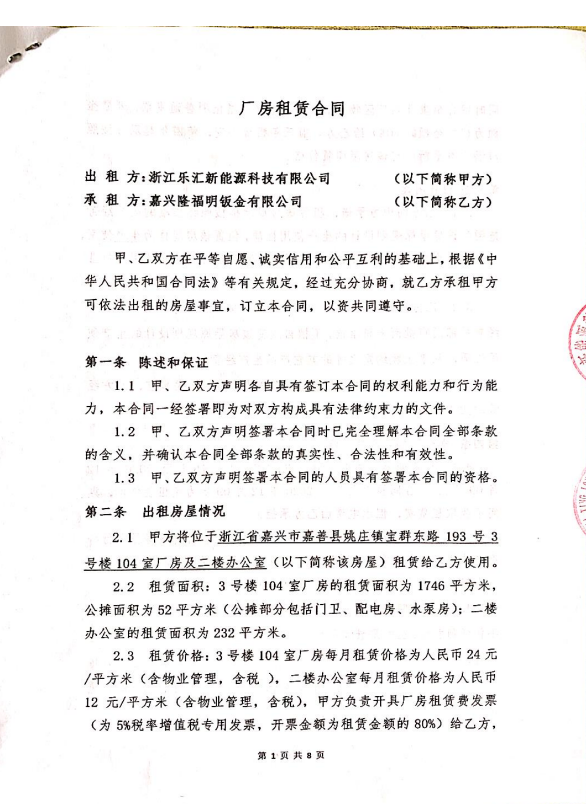 厂房租赁合同
出 租 方:浙江乐汇新能源科技有限公司 （以下简称甲方）
承 租 方:嘉兴隆福明钣金有限公司 （以下简称乙方）
甲、乙双方在平等自愿、诚实信用和公平互利的基础上,根据《中
华人民共和国合同法》等有关规定，经过充分协商，就乙方承租甲方
可依法出租的房屋事宜，订立本合同，以资共同遵守。
第一条 陈述和保证
1.1 甲、乙双方声明各自具有签订本合同的权利能力和行为能
力，本合同一经签署即为对双方构成具有法律约束力的文件。
1.2 甲、乙双方声明签署本合同时已完全理解本合同全部条款
的含义，并确认本合同全部条款的真实性、合法性和有效性。
1.3 甲、乙双方声明签署本合同的人员具有签署本合同的资格。
第二条 出租房屋情况
2.1 甲方将位于浙江省嘉兴市嘉善县姚庄镇宝群东路 193 号 3
号楼 104 室厂房及二楼办公室（以下简称该房屋）租赁给乙方使用。
2.2 租赁面积：3 号楼 104 室厂房的租赁面积为 1746 平方米，
公摊面积为 52 平方米（公摊部分包括门卫、配电房、水泵房）；二楼
办公室的租赁面积为 232 平方米。
2.3 租赁价格：3 号楼 104 室厂房每月租赁价格为人民币 24 元
/平方米（含物业管理，含税 ），二楼办公室每月租赁价格为人民币
12 元/平方米（含物业管理，含税），甲方负责开具厂房租赁费发票
（为 5%税率增值税专用发票，开票金额为租赁金额的 80%）给乙方，
第 1 页 共 8 页